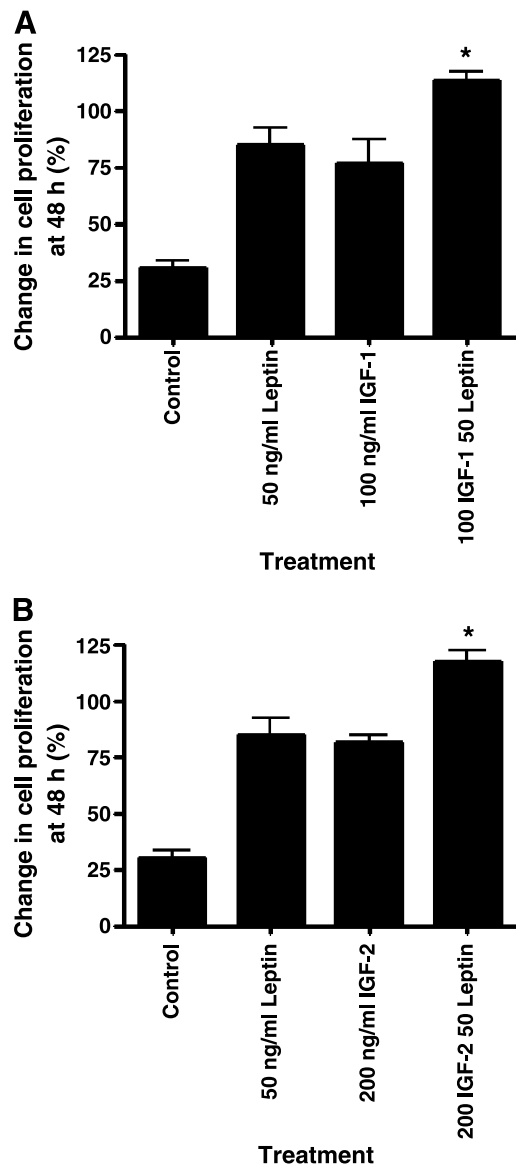 A
Change in cell proliferation
at 48 h (%)
125
100
75
50
25
0
*
Control
50 ng/ml Leptin
100 ng/ml IGF-1
100 IGF-1 50 Leptin
Treatment
B
Change in cell proliferation
at 48 h (%)
125
100
75
50
25
0
*
Control
50 ng/ml Leptin
200 ng/ml IGF-2
200 IGF-2 50 Leptin
Treatment